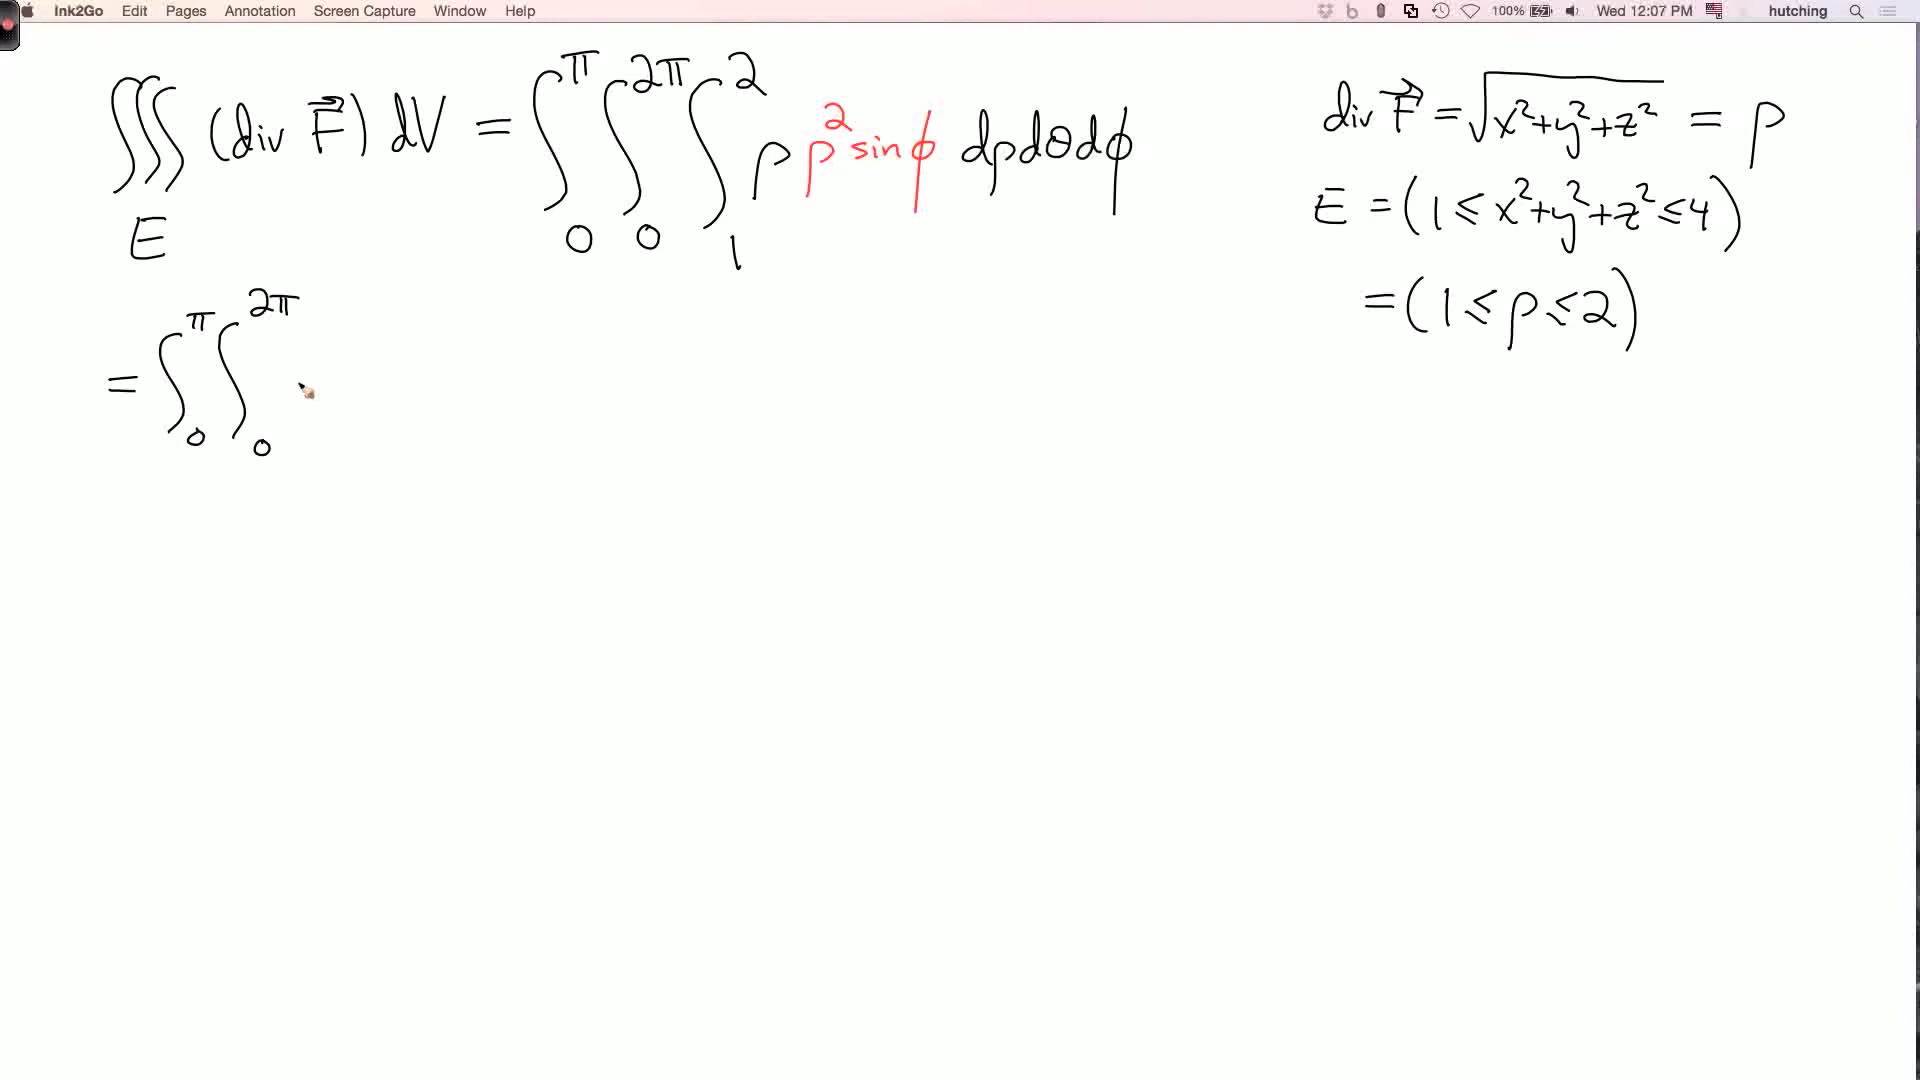 Ink2Go Edit Pages Annotation Screen Capture Window Help 100% Wed 12:07 PM hutching
∭_E (div F⃗) dV = ∫_0^π ∫_0^{2π} ∫_1^2 ρ ρ² sin ϕ dρ dθ dϕ
= ∫_0^π ∫_0^{2π}
div F⃗ = √(x²+y²+z²) = ρ
E = (1 ≤ x²+y²+z² ≤ 4)
= (1 ≤ ρ ≤ 2)